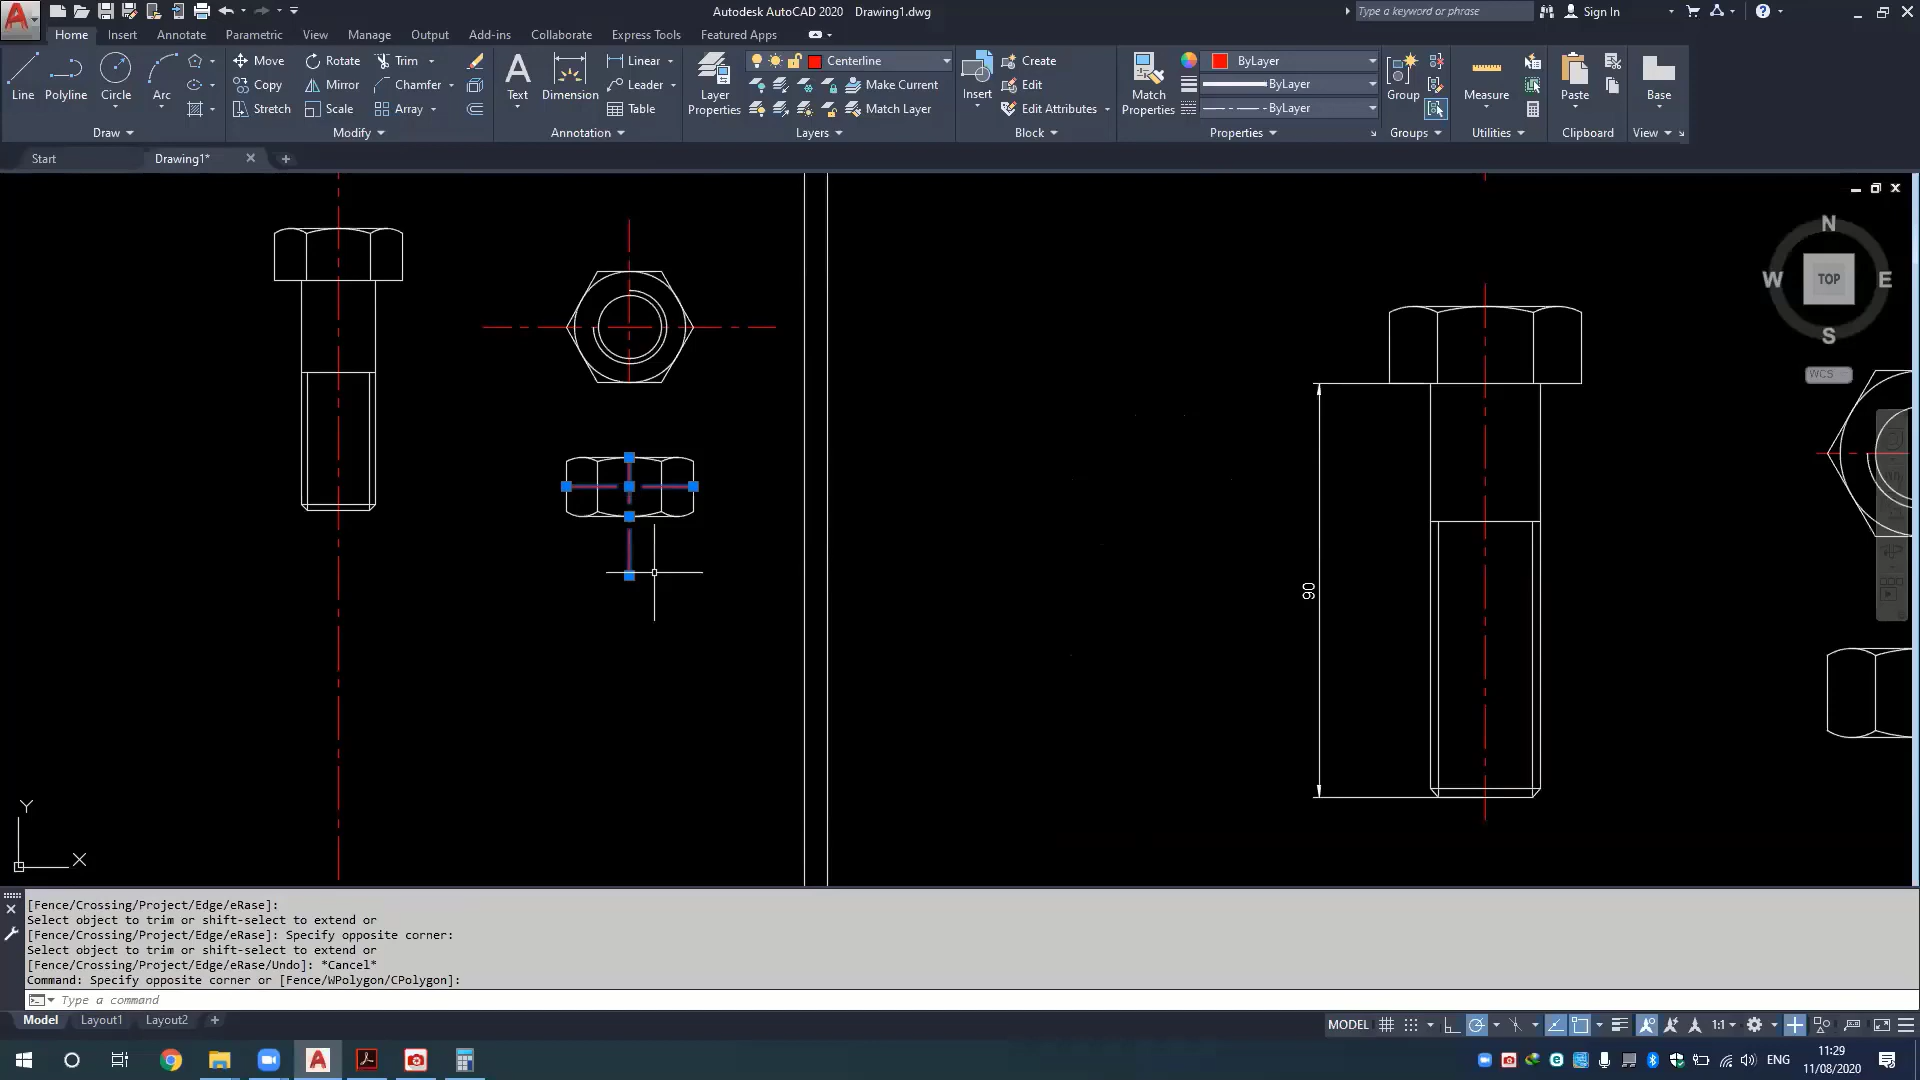 Autodesk AutoCAD 2020 Drawing1.dwg
Type a keyword or phrase
Sign In
Home Insert Annotate Parametric View Manage Output Add-ins Collaborate Express Tools Featured Apps
Line
Polyline
Circle
Arc
Draw
Move
Rotate
Trim
Copy
Mirror
Chamfer
Stretch
Scale
Array
Modify
Text
Dimension
Linear
Leader
Table
Annotation
Layer
Properties
Centerline
Make Current
Match Layer
Layers
Insert
Create
Edit
Edit Attributes
Block
Match
Properties
ByLayer
ByLayer
ByLayer
Properties
Group
Groups
Measure
Utilities
Paste
Clipboard
Base
View
Start
Drawing1*
N
W
TOP
E
S
WCS
90
Y
X
[Fence/Crossing/Project/Edge/eRase]:
Select object to trim or shift-select to extend or
[Fence/Crossing/Project/Edge/eRase]: Specify opposite corner:
Select object to trim or shift-select to extend or
[Fence/Crossing/Project/Edge/eRase/Undo]: *Cancel*
Command: Specify opposite corner or [Fence/WPolygon/CPolygon]:
Type a command
Model Layout1 Layout2
MODEL
1:1
ENG
11:29
11/08/2020